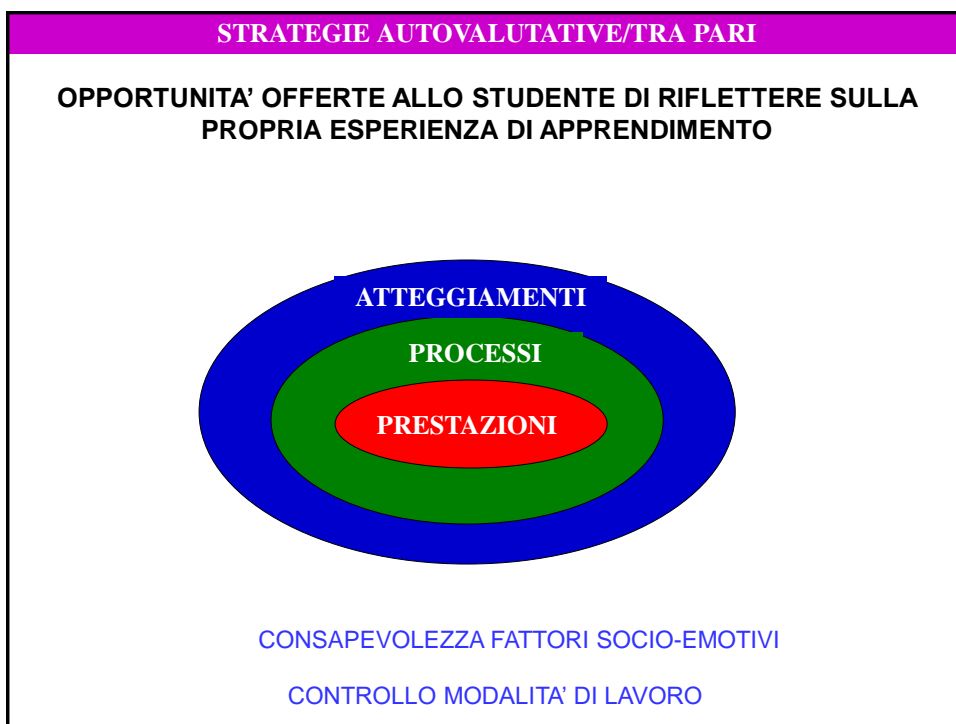 STRATEGIE AUTOVALUTATIVE/TRA PARI
OPPORTUNITA’ OFFERTE ALLO STUDENTE DI RIFLETTERE SULLA
PROPRIA ESPERIENZA DI APPRENDIMENTO
ATTEGGIAMENTI
PROCESSI
PRESTAZIONI
CONSAPEVOLEZZA FATTORI SOCIO-EMOTIVI
CONTROLLO MODALITA’ DI LAVORO